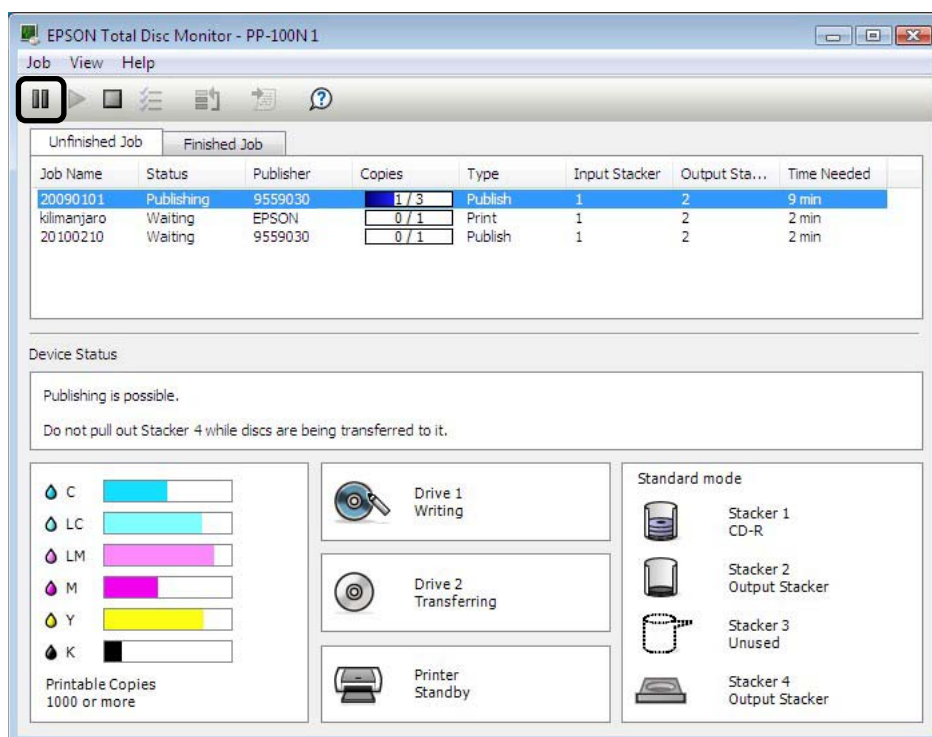 EPSON Total Disc Monitor - PP-100N 1
Job View Help
Unfinished Job Finished Job
Job Name Status Publisher Copies Type Input Stacker Output Sta... Time Needed
20090101 Publishing 9559030 1 / 3 Publish 1 2 9 min
kilimanjaro Waiting EPSON 0 / 1 Print 1 2 2 min
20100210 Waiting 9559030 0 / 1 Publish 1 2 2 min
Device Status
Publishing is possible.
Do not pull out Stacker 4 while discs are being transferred to it.
C
LC
LM
M
Y
K
Printable Copies
1000 or more
Drive 1
Writing
Drive 2
Transferring
Printer
Standby
Standard mode
Stacker 1
CD-R
Stacker 2
Output Stacker
Stacker 3
Unused
Stacker 4
Output Stacker